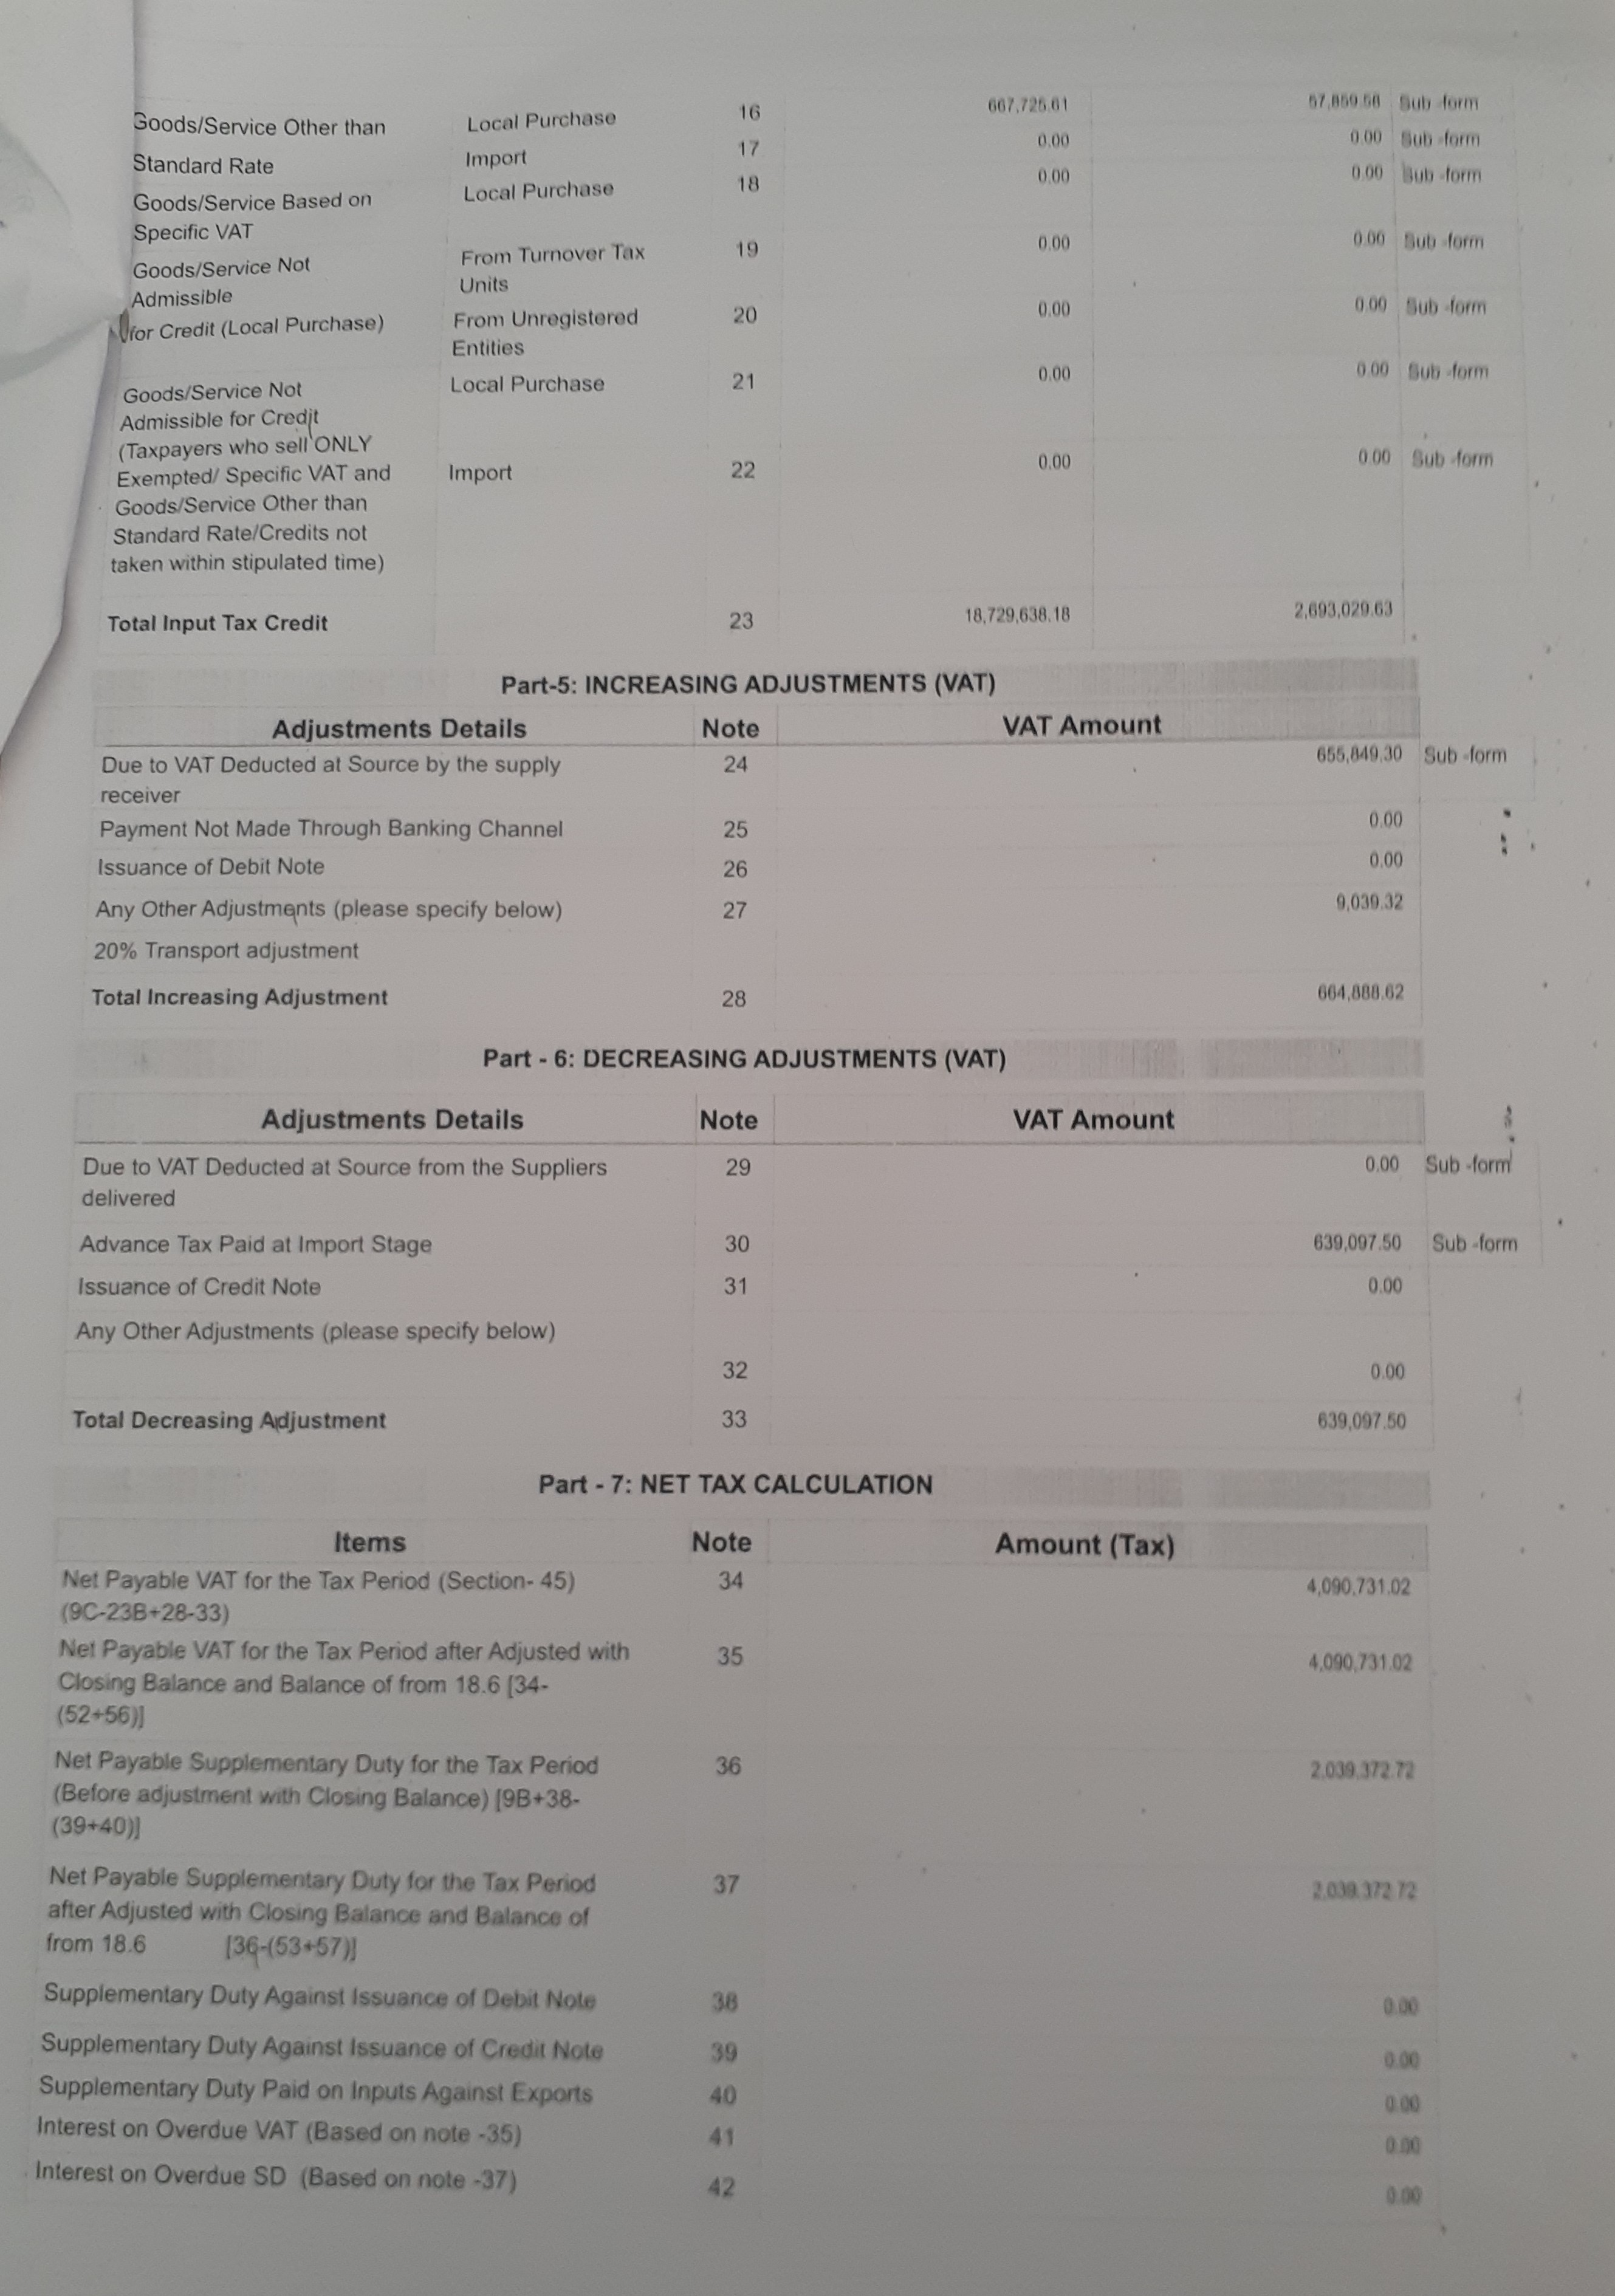 Goods/Service Other than Local Purchase 16 667,725.61 57,859.58 Sub -form
Standard Rate Import 17 0.00 0.00 Sub -form
Goods/Service Based on Local Purchase 18 0.00 0.00 Sub -form
Specific VAT
Goods/Service Not From Turnover Tax 19 0.00 0.00 Sub -form
Admissible Units
for Credit (Local Purchase) From Unregistered 20 0.00 0.00 Sub -form
Entities
Goods/Service Not Local Purchase 21 0.00 0.00 Sub -form
Admissible for Credit
(Taxpayers who sell ONLY
Exempted/ Specific VAT and Import 22 0.00 0.00 Sub -form
Goods/Service Other than
Standard Rate/Credits not
taken within stipulated time)
Total Input Tax Credit 23 18,729,638.18 2,693,029.63
Part-5: INCREASING ADJUSTMENTS (VAT)
Adjustments Details Note VAT Amount
Due to VAT Deducted at Source by the supply 24 655,849.30 Sub -form
receiver
Payment Not Made Through Banking Channel 25 0.00
Issuance of Debit Note 26 0.00
Any Other Adjustments (please specify below) 27 9,039.32
20% Transport adjustment
Total Increasing Adjustment 28 664,888.62
Part - 6: DECREASING ADJUSTMENTS (VAT)
Adjustments Details Note VAT Amount
Due to VAT Deducted at Source from the Suppliers 29 0.00 Sub -form
delivered
Advance Tax Paid at Import Stage 30 639,097.50 Sub -form
Issuance of Credit Note 31 0.00
Any Other Adjustments (please specify below)
32 0.00
Total Decreasing Adjustment 33 639,097.50
Part - 7: NET TAX CALCULATION
Items Note Amount (Tax)
Net Payable VAT for the Tax Period (Section- 45) 34 4,090,731.02
(9C-23B+28-33)
Net Payable VAT for the Tax Period after Adjusted with 35 4,090,731.02
Closing Balance and Balance of from 18.6 [34-
(52+56)]
Net Payable Supplementary Duty for the Tax Period 36 2,039,372.72
(Before adjustment with Closing Balance) [9B+38-
(39+40)]
Net Payable Supplementary Duty for the Tax Period 37 2,039,372.72
after Adjusted with Closing Balance and Balance of
from 18.6 [36-(53+57)]
Supplementary Duty Against Issuance of Debit Note 38 0.00
Supplementary Duty Against Issuance of Credit Note 39 0.00
Supplementary Duty Paid on Inputs Against Exports 40 0.00
Interest on Overdue VAT (Based on note -35) 41 0.00
Interest on Overdue SD (Based on note -37) 42 0.00